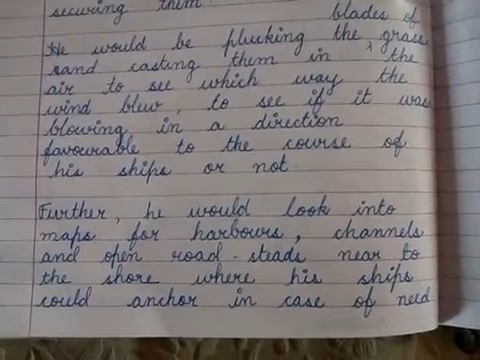 securing them.
blades of
He would be plucking the ^ grass
and casting them in the
air to see which way the
wind blew, to see if it was
blowing in a direction
favourable to the course of
his ships or not.
Further, he would look into
maps for harbours, channels
and open road-steads near to
the shore where his ships
could anchor in case of need